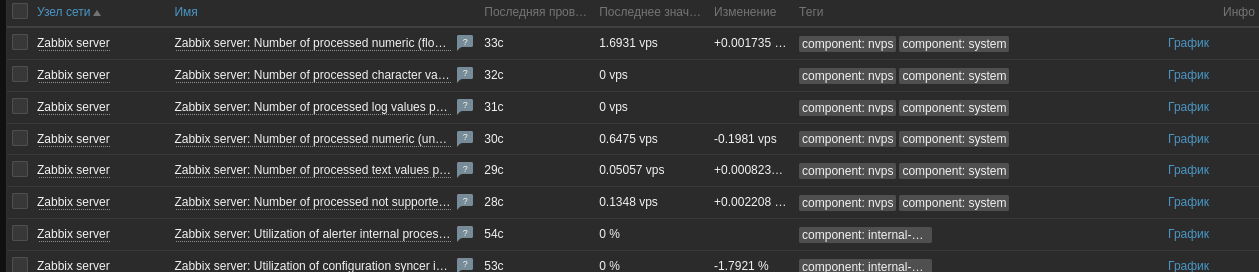 Узел сети Имя Последняя пров… Последнее знач… Изменение Теги Инфо
Zabbix server Zabbix server: Number of processed numeric (flo… ? 33с 1.6931 vps +0.001735 … component: nvps component: system График
Zabbix server Zabbix server: Number of processed character va… ? 32с 0 vps component: nvps component: system График
Zabbix server Zabbix server: Number of processed log values p… ? 31с 0 vps component: nvps component: system График
Zabbix server Zabbix server: Number of processed numeric (un… ? 30с 0.6475 vps -0.1981 vps component: nvps component: system График
Zabbix server Zabbix server: Number of processed text values p… ? 29с 0.05057 vps +0.000823… component: nvps component: system График
Zabbix server Zabbix server: Number of processed not supporte… ? 28с 0.1348 vps +0.002208 … component: nvps component: system График
Zabbix server Zabbix server: Utilization of alerter internal proces… ? 54с 0 % component: internal-… График
Zabbix server Zabbix server: Utilization of configuration syncer i… ? 53с 0 % -1.7921 % component: internal-… График